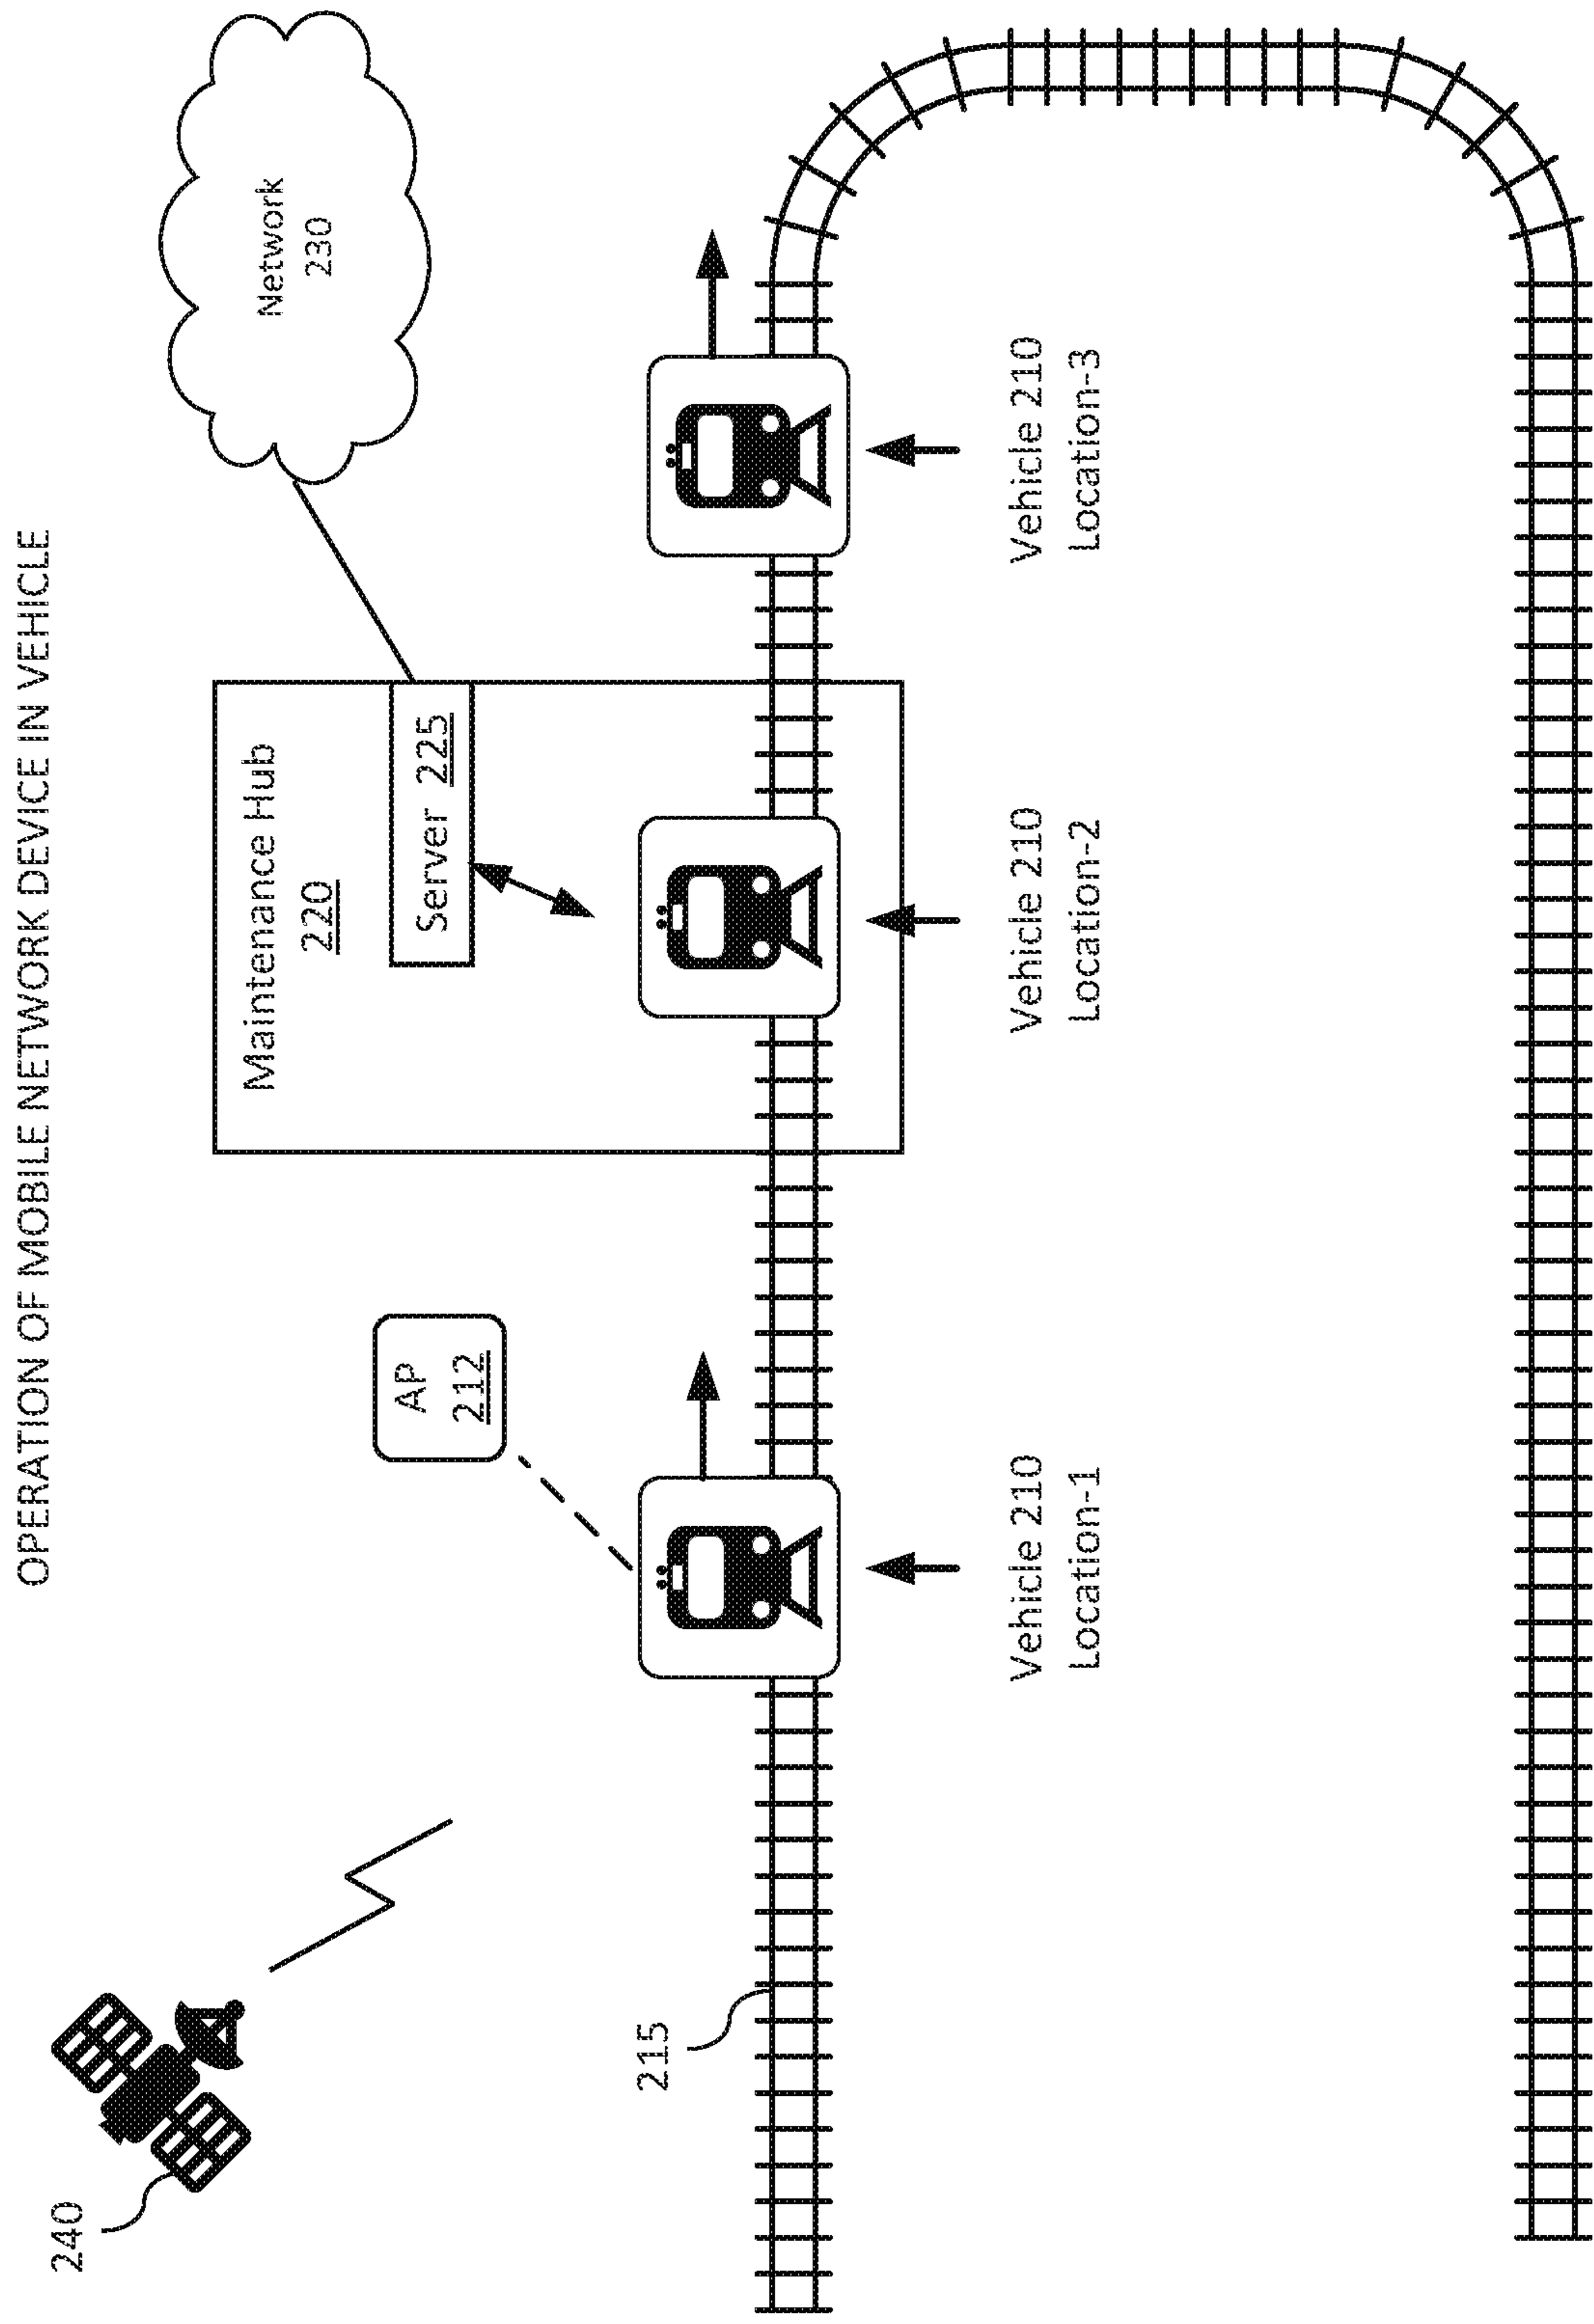 OPERATION OF MOBILE NETWORK DEVICE IN VEHICLE
240
Network
230
Maintenance Hub
220
Server 225
AP
212
215
Vehicle 210
Location-1
Vehicle 210
Location-2
Vehicle 210
Location-3